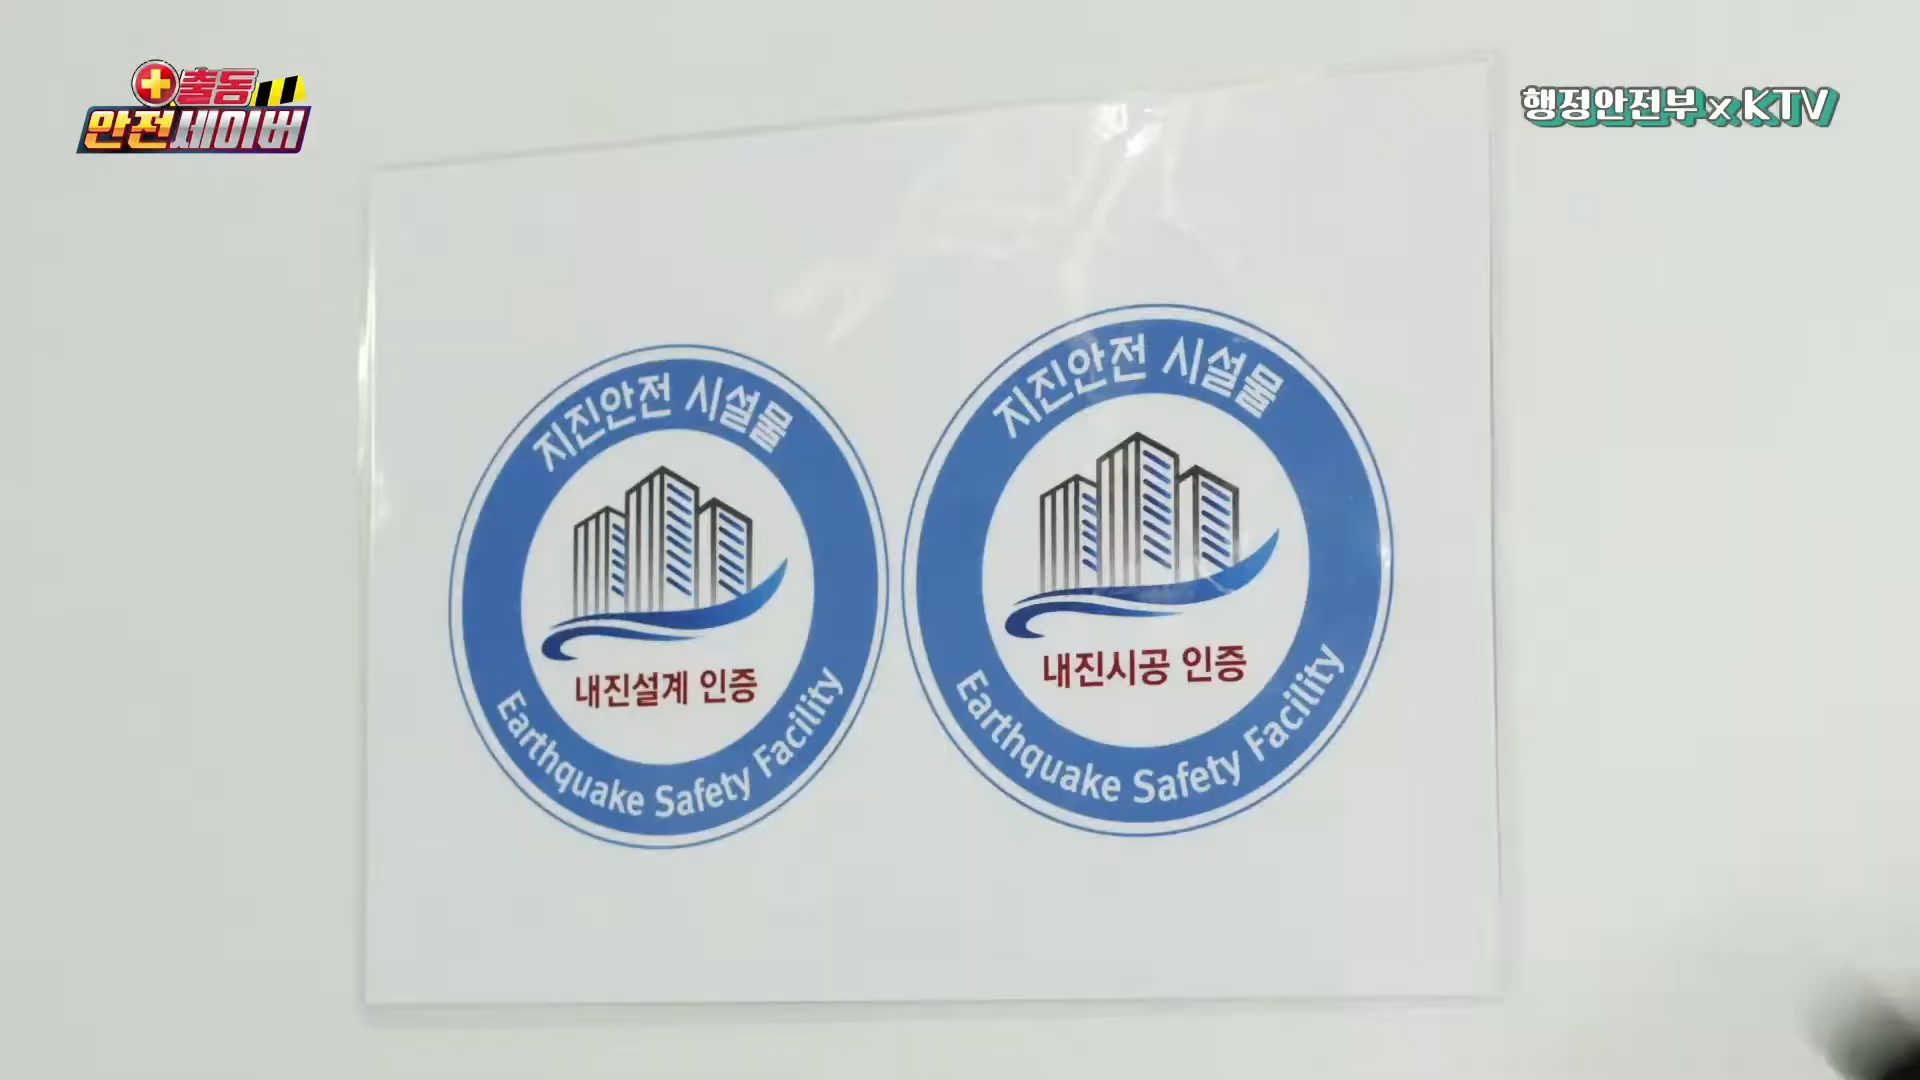 출동
안전세이버
행정안전부 x KTV
지진안전 시설물
내진설계 인증
Earthquake Safety Facility
지진안전 시설물
내진시공 인증
Earthquake Safety Facility